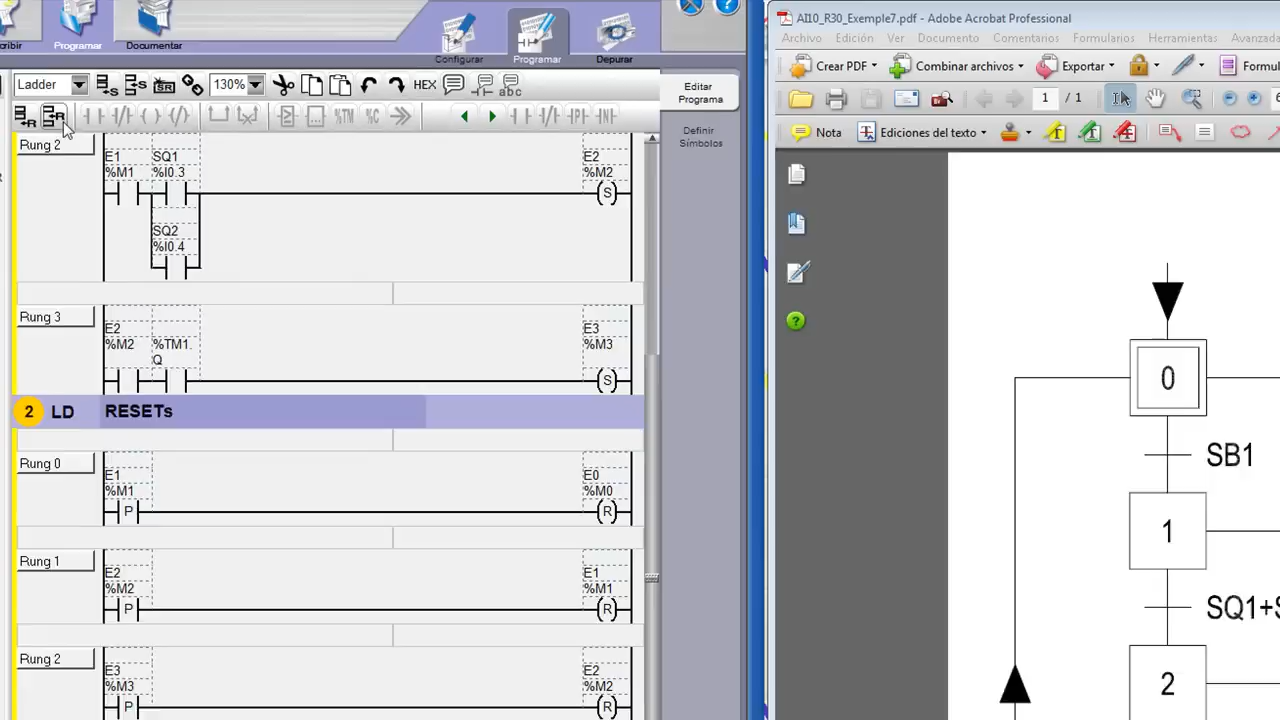 cribir
Programar
Documentar
Configurar
Programar
Depurar
Ladder
130%
HEX
abc
Editar
Programa
Definir
Símbolos
%TM
%C
Rung 2
E1 SQ1 E2
%M1 %I0.3 %M2
S
SQ2
%I0.4
Rung 3
E2 E3
%M2 %TM1. %M3
Q
S
2 LD RESETs
Rung 0
E1 E0
%M1 %M0
P R
Rung 1
E2 E1
%M2 %M1
P R
Rung 2
E3 E2
%M3 %M2
P R
AI10_R30_Exemple7.pdf - Adobe Acrobat Professional
Archivo Edición Ver Documento Comentarios Formularios Herramientas Avanzada
Crear PDF Combinar archivos Exportar Formul
1 / 1
6
Nota Ediciones del texto
0
SB1
1
SQ1+S
2